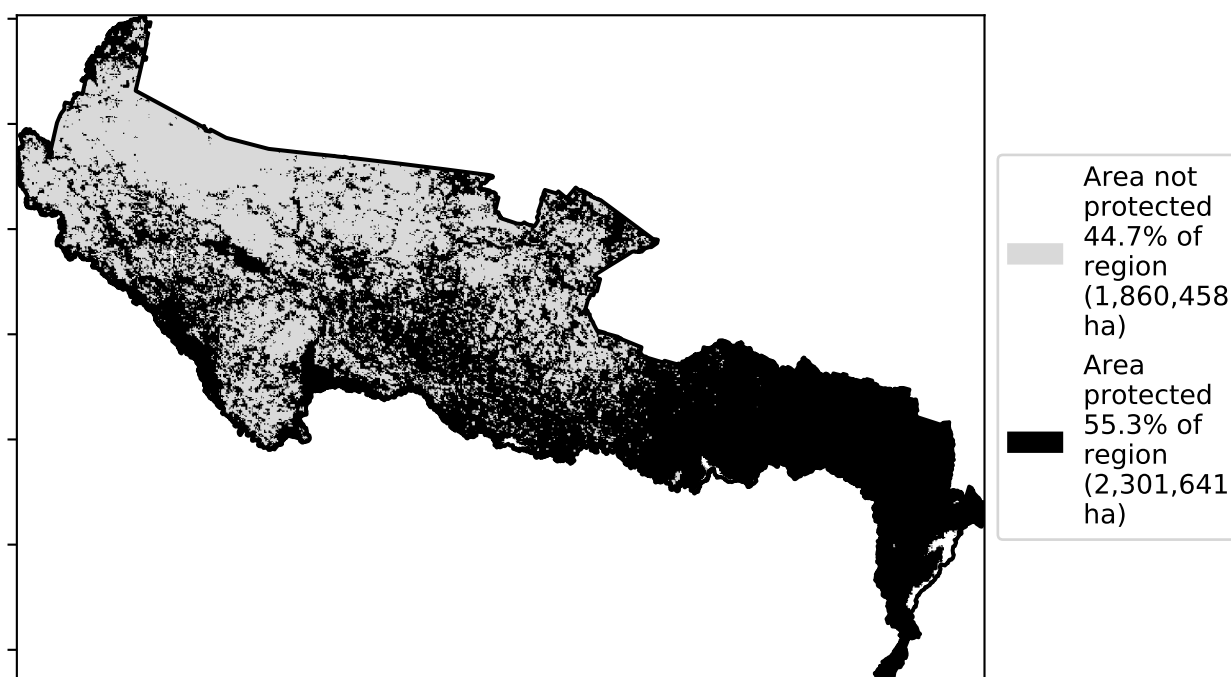 Area not
protected
44.7% of
region
(1,860,458
ha)
Area
protected
55.3% of
region
(2,301,641
ha)